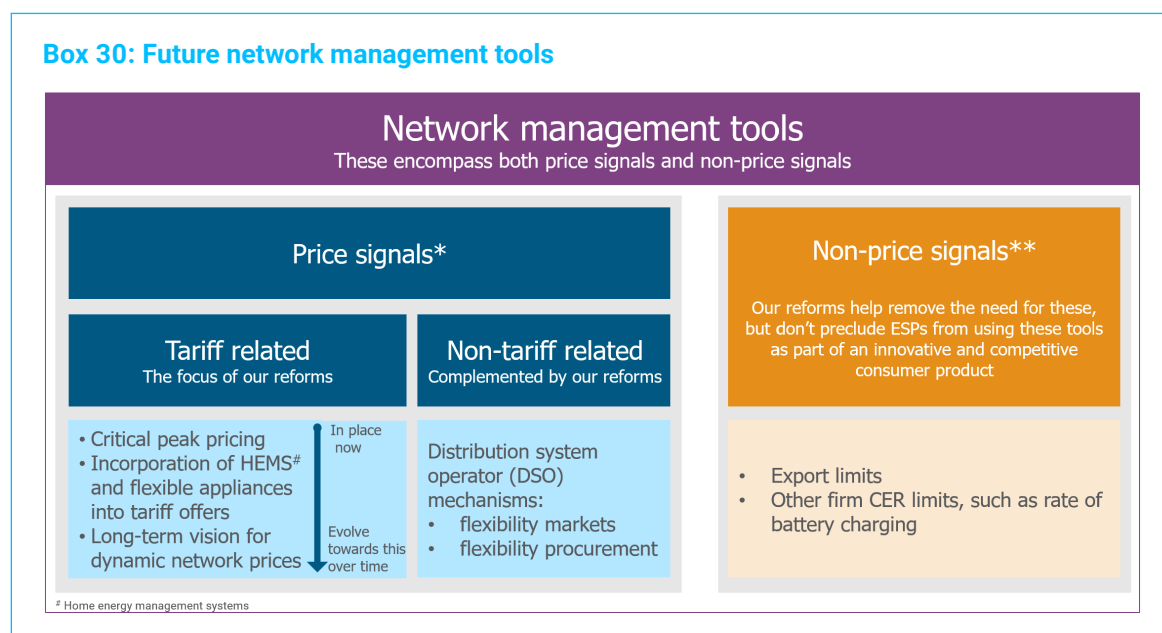 Box 30: Future network management tools
Network management tools
These encompass both price signals and non-price signals
Price signals*
Tariff related
The focus of our reforms
• Critical peak pricing
• Incorporation of HEMS#
and flexible appliances
into tariff offers
• Long-term vision for
dynamic network prices
In place
now
Evolve
towards this
over time
Non-tariff related
Complemented by our reforms
Distribution system
operator (DSO)
mechanisms:
• flexibility markets
• flexibility procurement
Non-price signals**
Our reforms help remove the need for these,
but don’t preclude ESPs from using these tools
as part of an innovative and competitive
consumer product
• Export limits
• Other firm CER limits, such as rate of
battery charging
# Home energy management systems